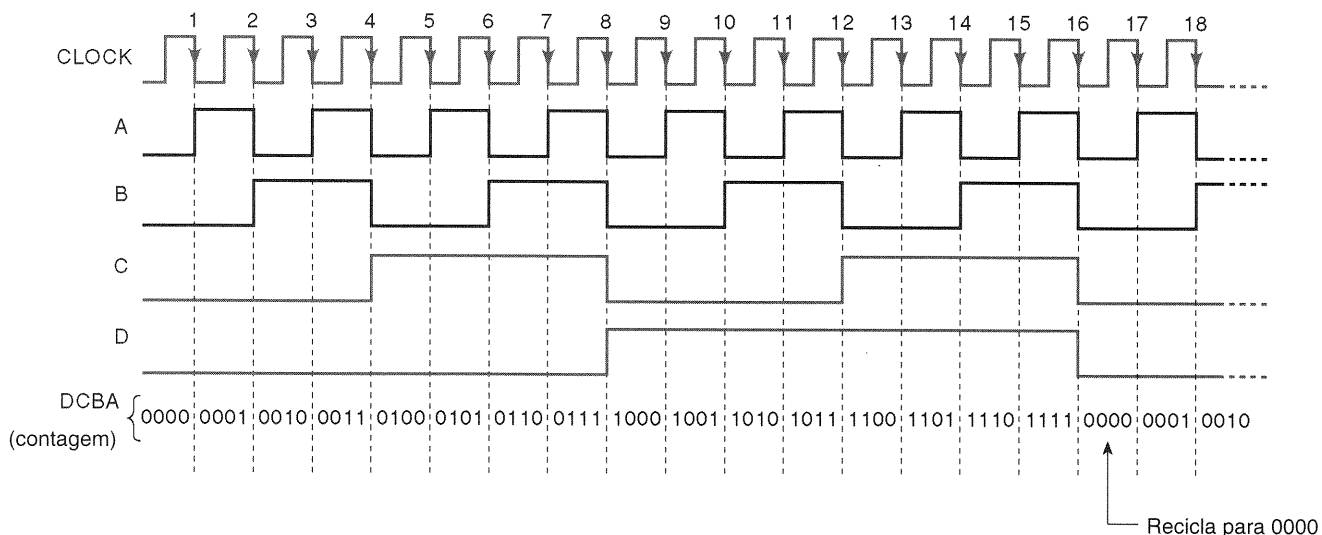 1 2 3 4 5 6 7 8 9 10 11 12 13 14 15 16 17 18
CLOCK
A
B
C
D
DCBA
0000 0001 0010 0011 0100 0101 0110 0111 1000 1001 1010 1011 1100 1101 1110 1111 0000 0001 0010
(contagem)
Recicla para 0000